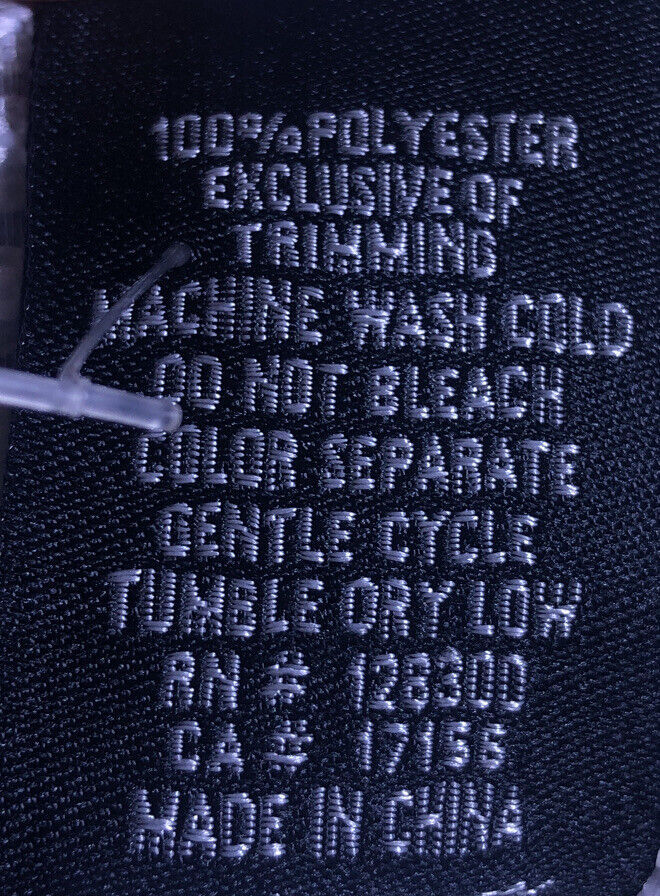 100% POLYESTER
EXCLUSIVE OF
TRIMMING
MACHINE WASH COLD
DO NOT BLEACH
COLOR SEPARATE
GENTLE CYCLE
TUMBLE DRY LOW
RN # 128300
CA # 17155
MADE IN CHINA